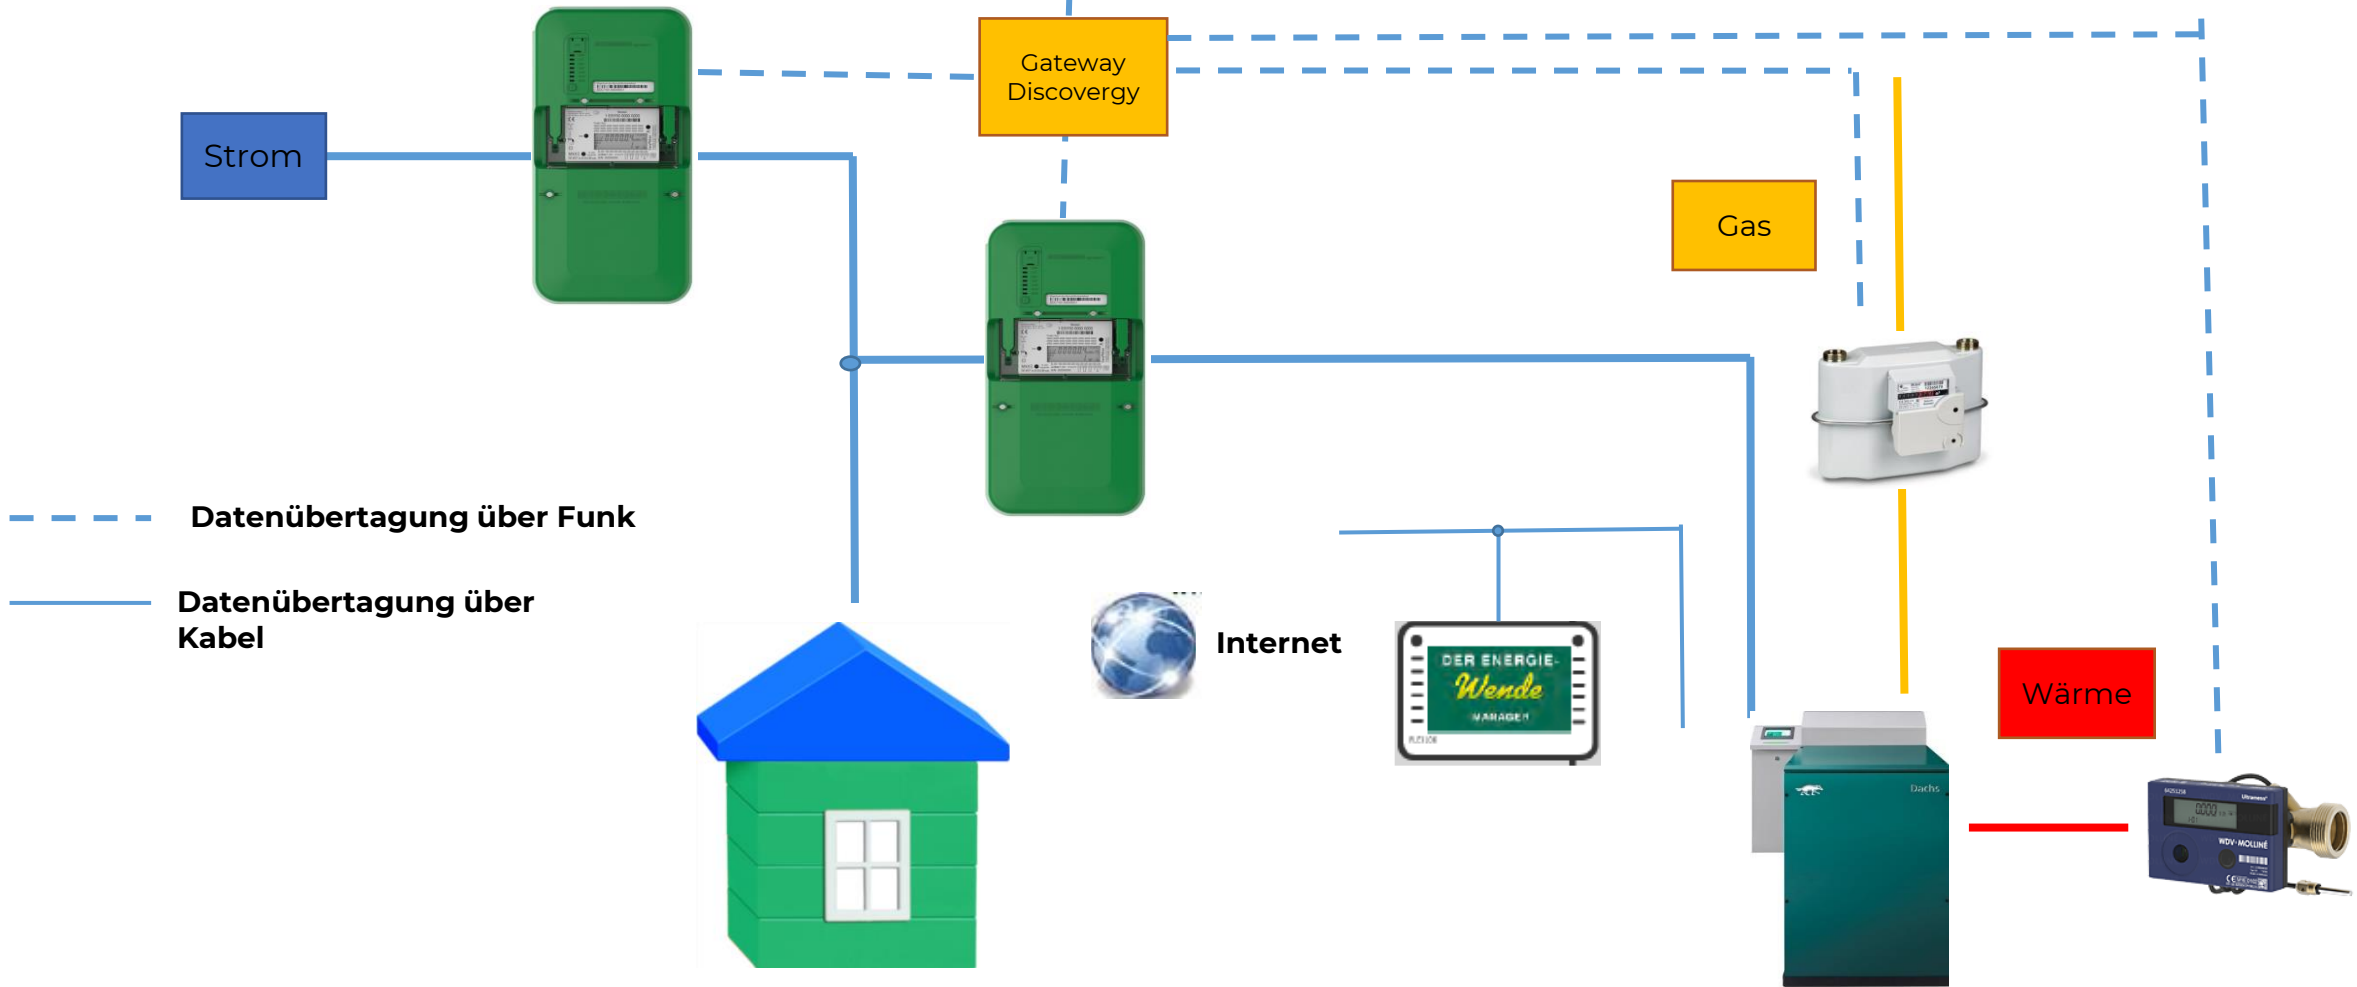 Gateway
Discovergy
Strom
Gas
Datenübertagung über Funk
Datenübertagung über
Kabel
Internet
DER ENERGIE-
Wende
MANAGER
Wärme
Dachs
WDV-MOLLINÉ